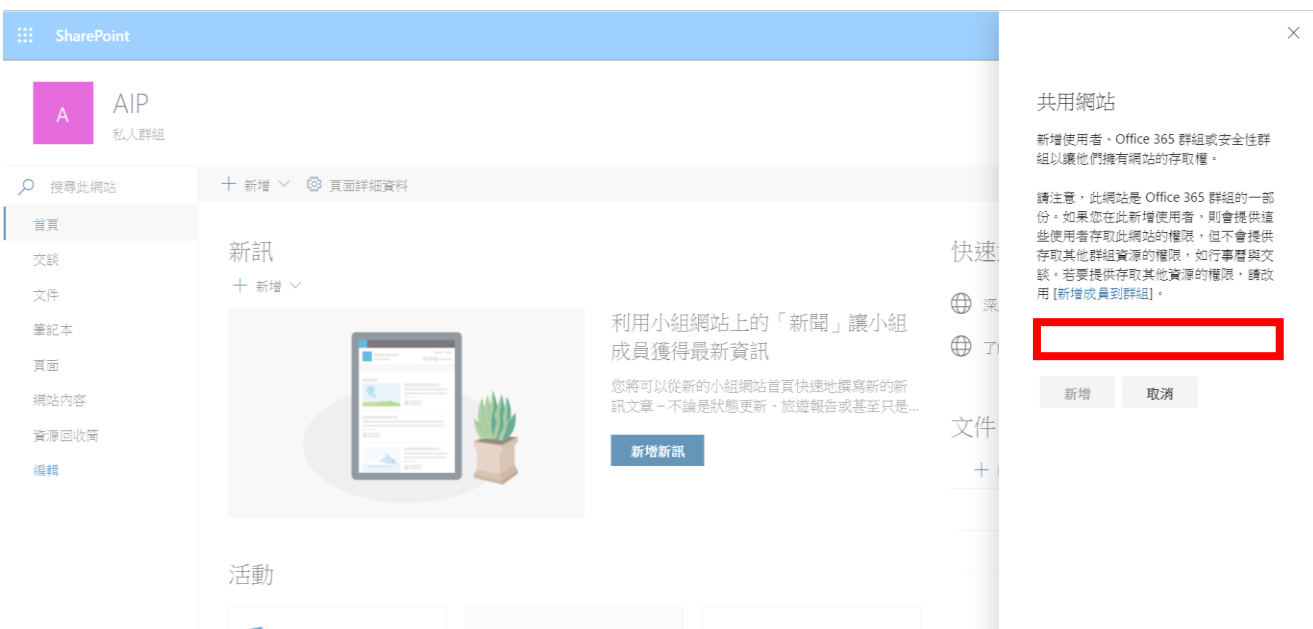 SharePoint
A
AIP
私人群組
搜尋此網站
首頁
交談
文件
筆記本
頁面
網站內容
資源回收筒
編輯
新增
頁面詳細資料
新訊
新增
利用小組網站上的「新聞」讓小組
成員獲得最新資訊
您將可以從新的小組網站首頁快速地撰寫新的新
訊文章 – 不論是狀態更新、旅遊報告或甚至只是...
新增新訊
活動
快速
深
了
文件
共用網站
新增使用者、Office 365 群組或安全性群
組以讓他們擁有網站的存取權。
請注意，此網站是 Office 365 群組的一部
份。如果您在此新增使用者，則會提供這
些使用者存取此網站的權限，但不會提供
存取其他群組資源的權限，如行事曆與交
談。若要提供存取其他資源的權限，請改
用 [新增成員到群組]。
新增
取消